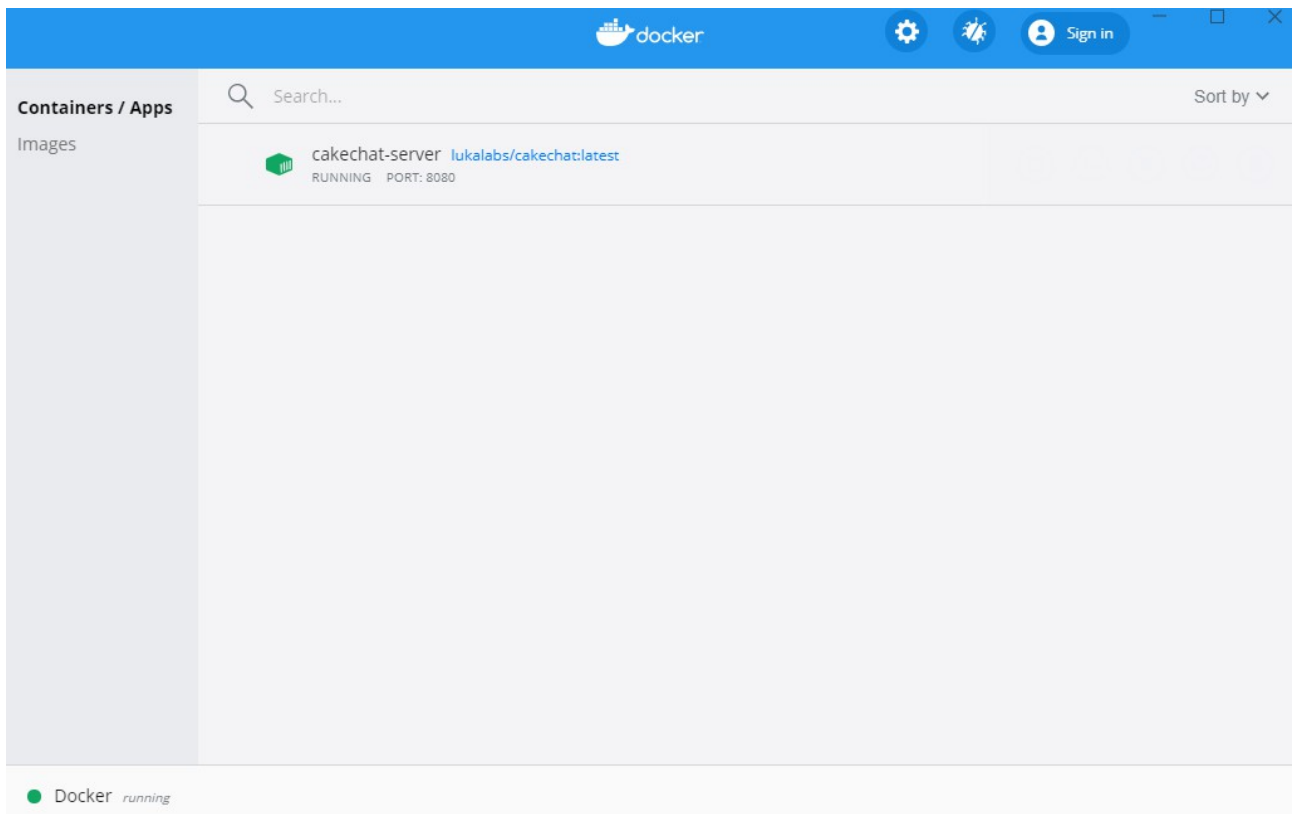 docker
Sign in
Containers / Apps
Images
Search...
Sort by
cakechat-server lukalabs/cakechat:latest
RUNNING PORT: 8080
Docker running